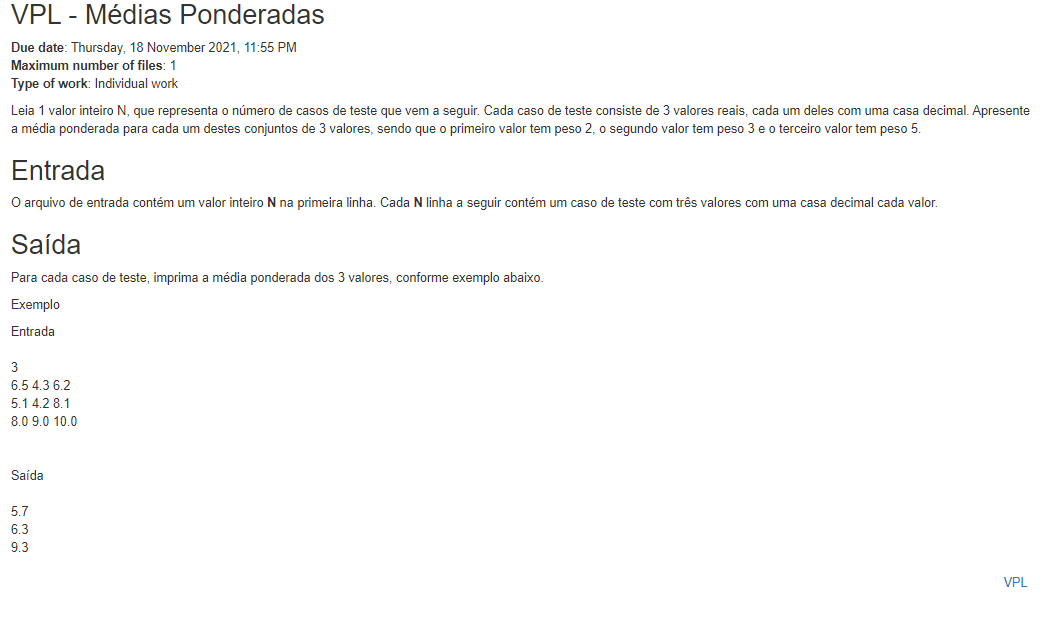 VPL - Médias Ponderadas
Due date: Thursday, 18 November 2021, 11:55 PM
Maximum number of files: 1
Type of work: Individual work
Leia 1 valor inteiro N, que representa o número de casos de teste que vem a seguir. Cada caso de teste consiste de 3 valores reais, cada um deles com uma casa decimal. Apresente
a média ponderada para cada um destes conjuntos de 3 valores, sendo que o primeiro valor tem peso 2, o segundo valor tem peso 3 e o terceiro valor tem peso 5.
Entrada
O arquivo de entrada contém um valor inteiro N na primeira linha. Cada N linha a seguir contém um caso de teste com três valores com uma casa decimal cada valor.
Saída
Para cada caso de teste, imprima a média ponderada dos 3 valores, conforme exemplo abaixo.
Exemplo
Entrada
3
6.5 4.3 6.2
5.1 4.2 8.1
8.0 9.0 10.0
Saída
5.7
6.3
9.3
VPL